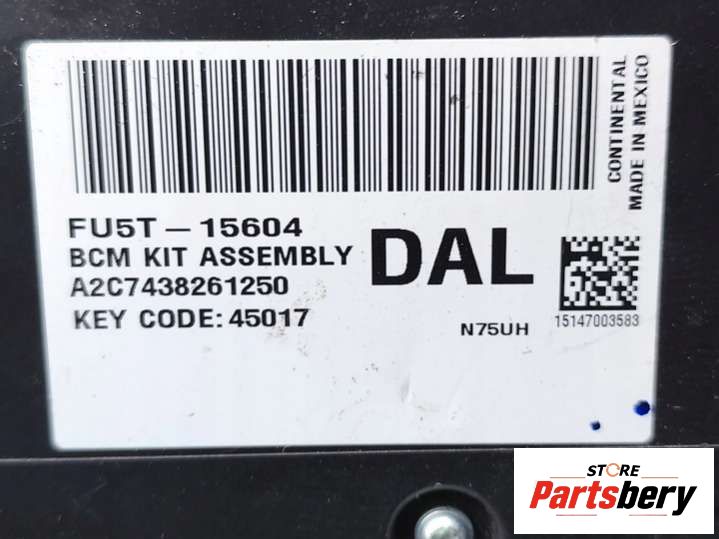 FU5T-15604
BCM KIT ASSEMBLY
A2C7438261250
KEY CODE: 45017
DAL
N75UH
15147003583
CONTINENTAL
MADE IN MEXICO
STORE
Partsbery